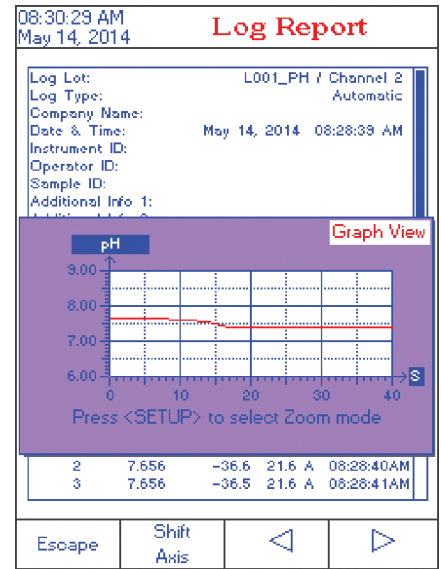 08:30:29 AM
May 14, 2014
Log Report
Log Lot: L001_PH / Channel 2
Log Type: Automatic
Company Name:
Date & Time: May 14, 2014 08:28:39 AM
Instrument ID:
Operator ID:
Sample ID:
Additional Info 1:
Graph View
pH
9.00
8.00
7.00
6.00
S
0 10 20 30 40
Press <SETUP> to select Zoom mode
2 7.656 -36.6 21.6 A 08:28:40AM
3 7.656 -36.5 21.6 A 08:28:41AM
Escape
Shift
Axis